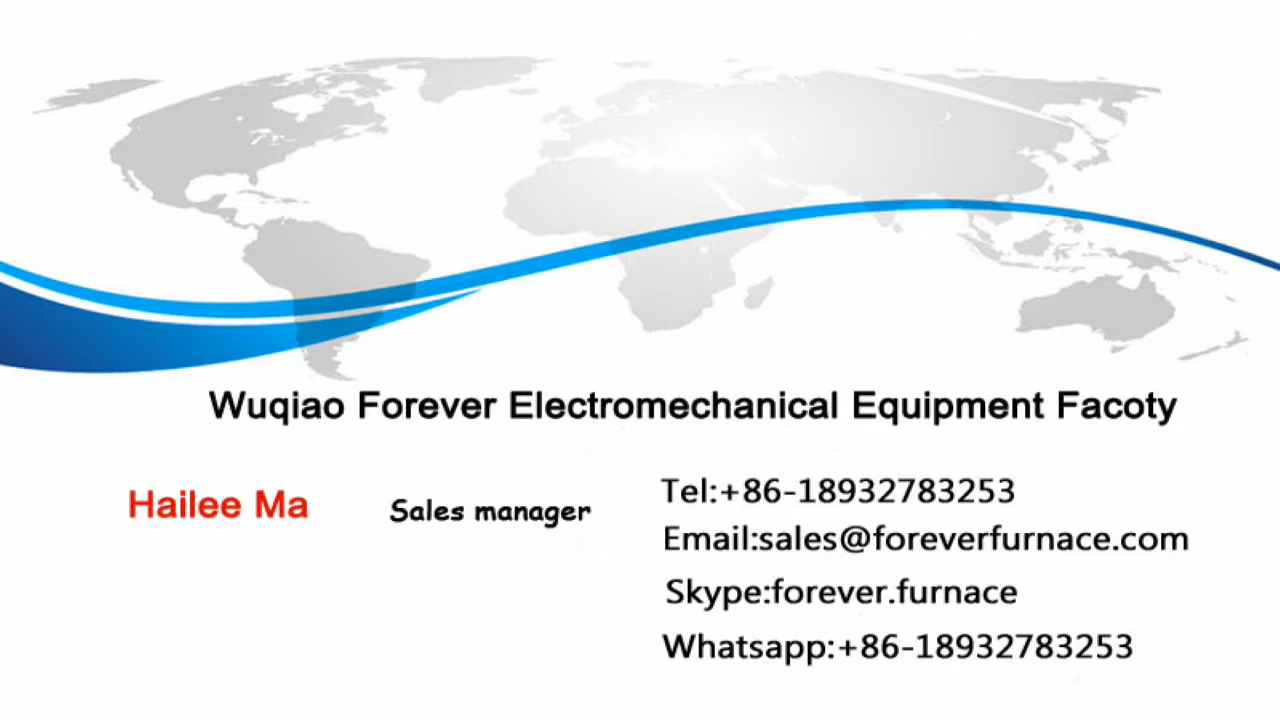 Wuqiao Forever Electromechanical Equipment Facoty
Hailee Ma
Sales manager
Tel:+86-18932783253
Email:sales@foreverfurnace.com
Skype:forever.furnace
Whatsapp:+86-18932783253